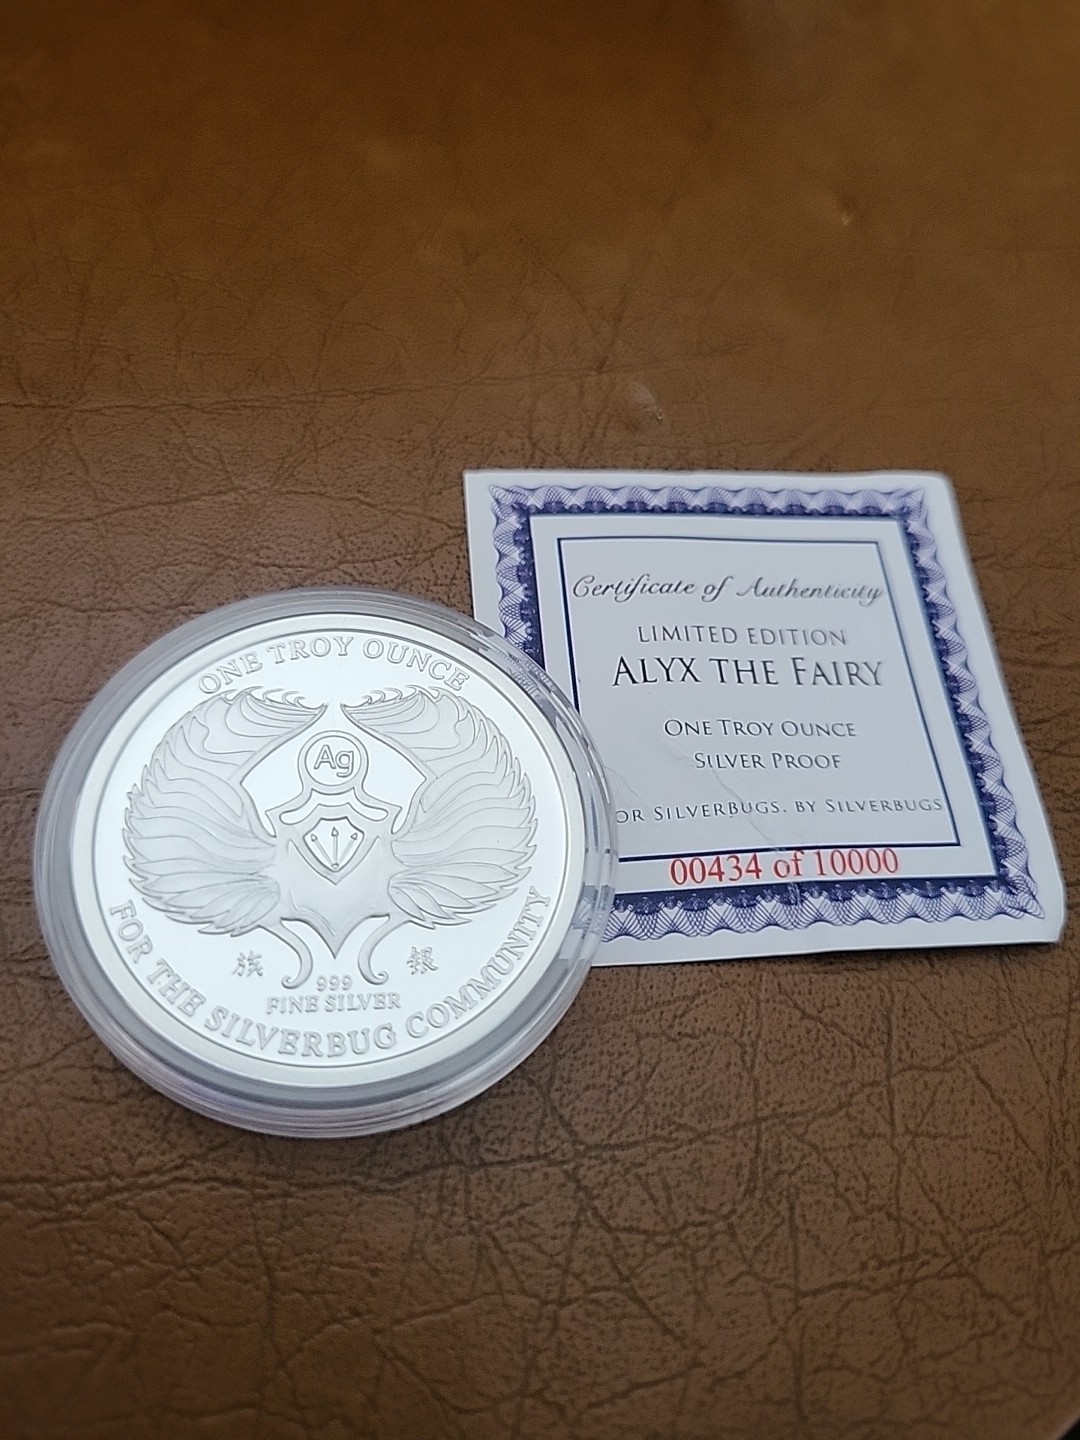 ONE TROY OUNCE
Ag
族 銀
999
FINE SILVER
FOR THE SILVERBUG COMMUNITY
Certificate of Authenticity
LIMITED EDITION
ALYX THE FAIRY
ONE TROY OUNCE
SILVER PROOF
OR SILVERBUGS. BY SILVERBUGS
00434 of 10000